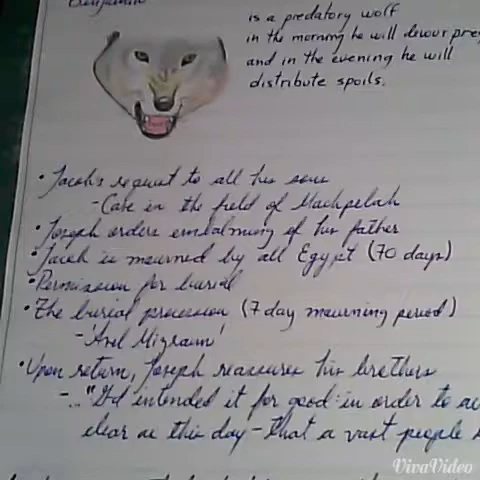 Benjamin
is a predatory wolf
in the morning he will devour prey
and in the evening he will
distribute spoils.
• Jacob's request to all his sons
- Cave in the field of Machpelah
• Joseph orders embalming of his father
• Jacob is mourned by all Egypt (70 days)
• Permission for burial
• The burial procession (7 day mourning period)
- 'Avel Mizraim'
• Upon return, Joseph reassures his brothers
- .."God intended it for good: in order to
clear as this day - that a vast people
VivaVideo